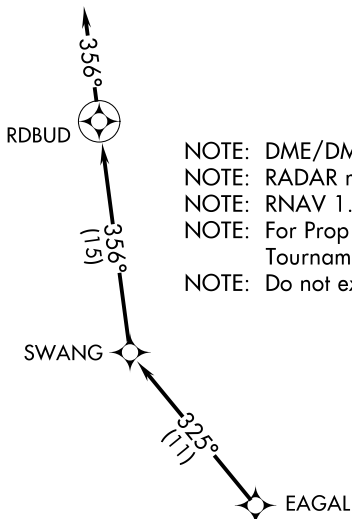 356°
RDBUD
NOTE: DME/DM
NOTE: RADAR
NOTE: RNAV 1.
NOTE: For Prop
Tournam
NOTE: Do not ex
356°
(15)
SWANG
325°
(11)
EAGAL